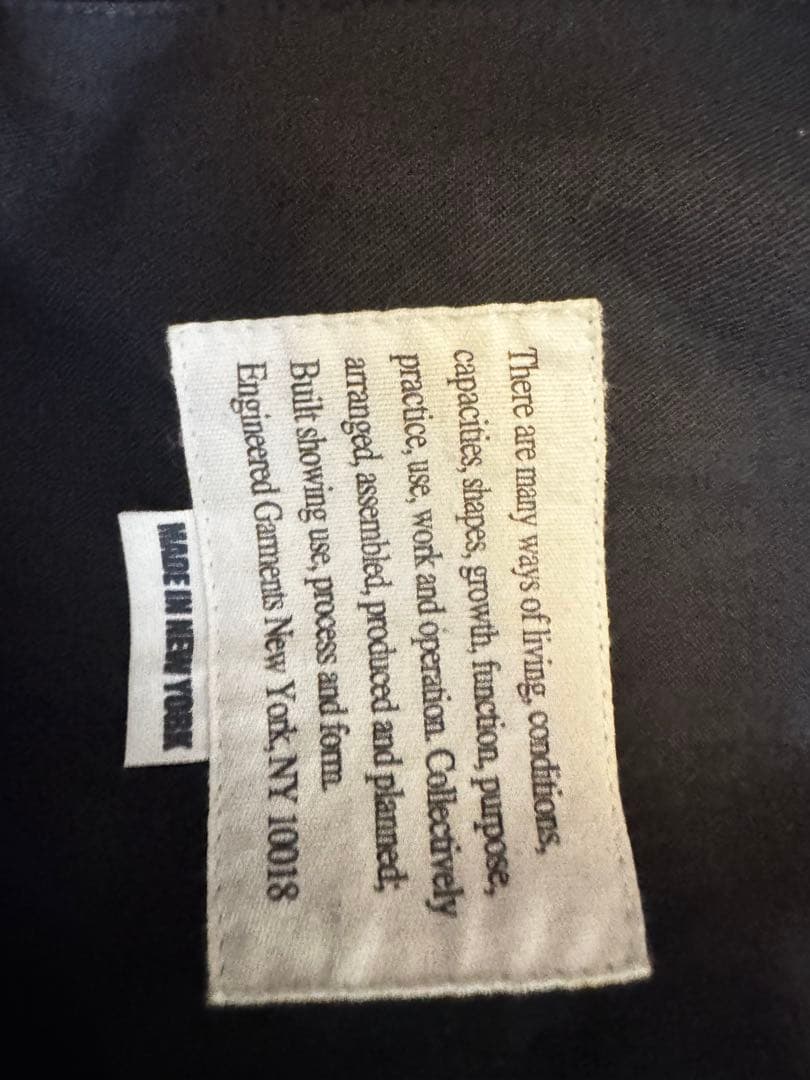 There are many ways of living, conditions,
capacities, shapes, growth, function, purpose,
practice, use, work and operation. Collectively
arranged, assembled, produced and planned;
Built showing use, process and form.
Engineered Garments New York, NY 10018
MADE IN NEW YORK